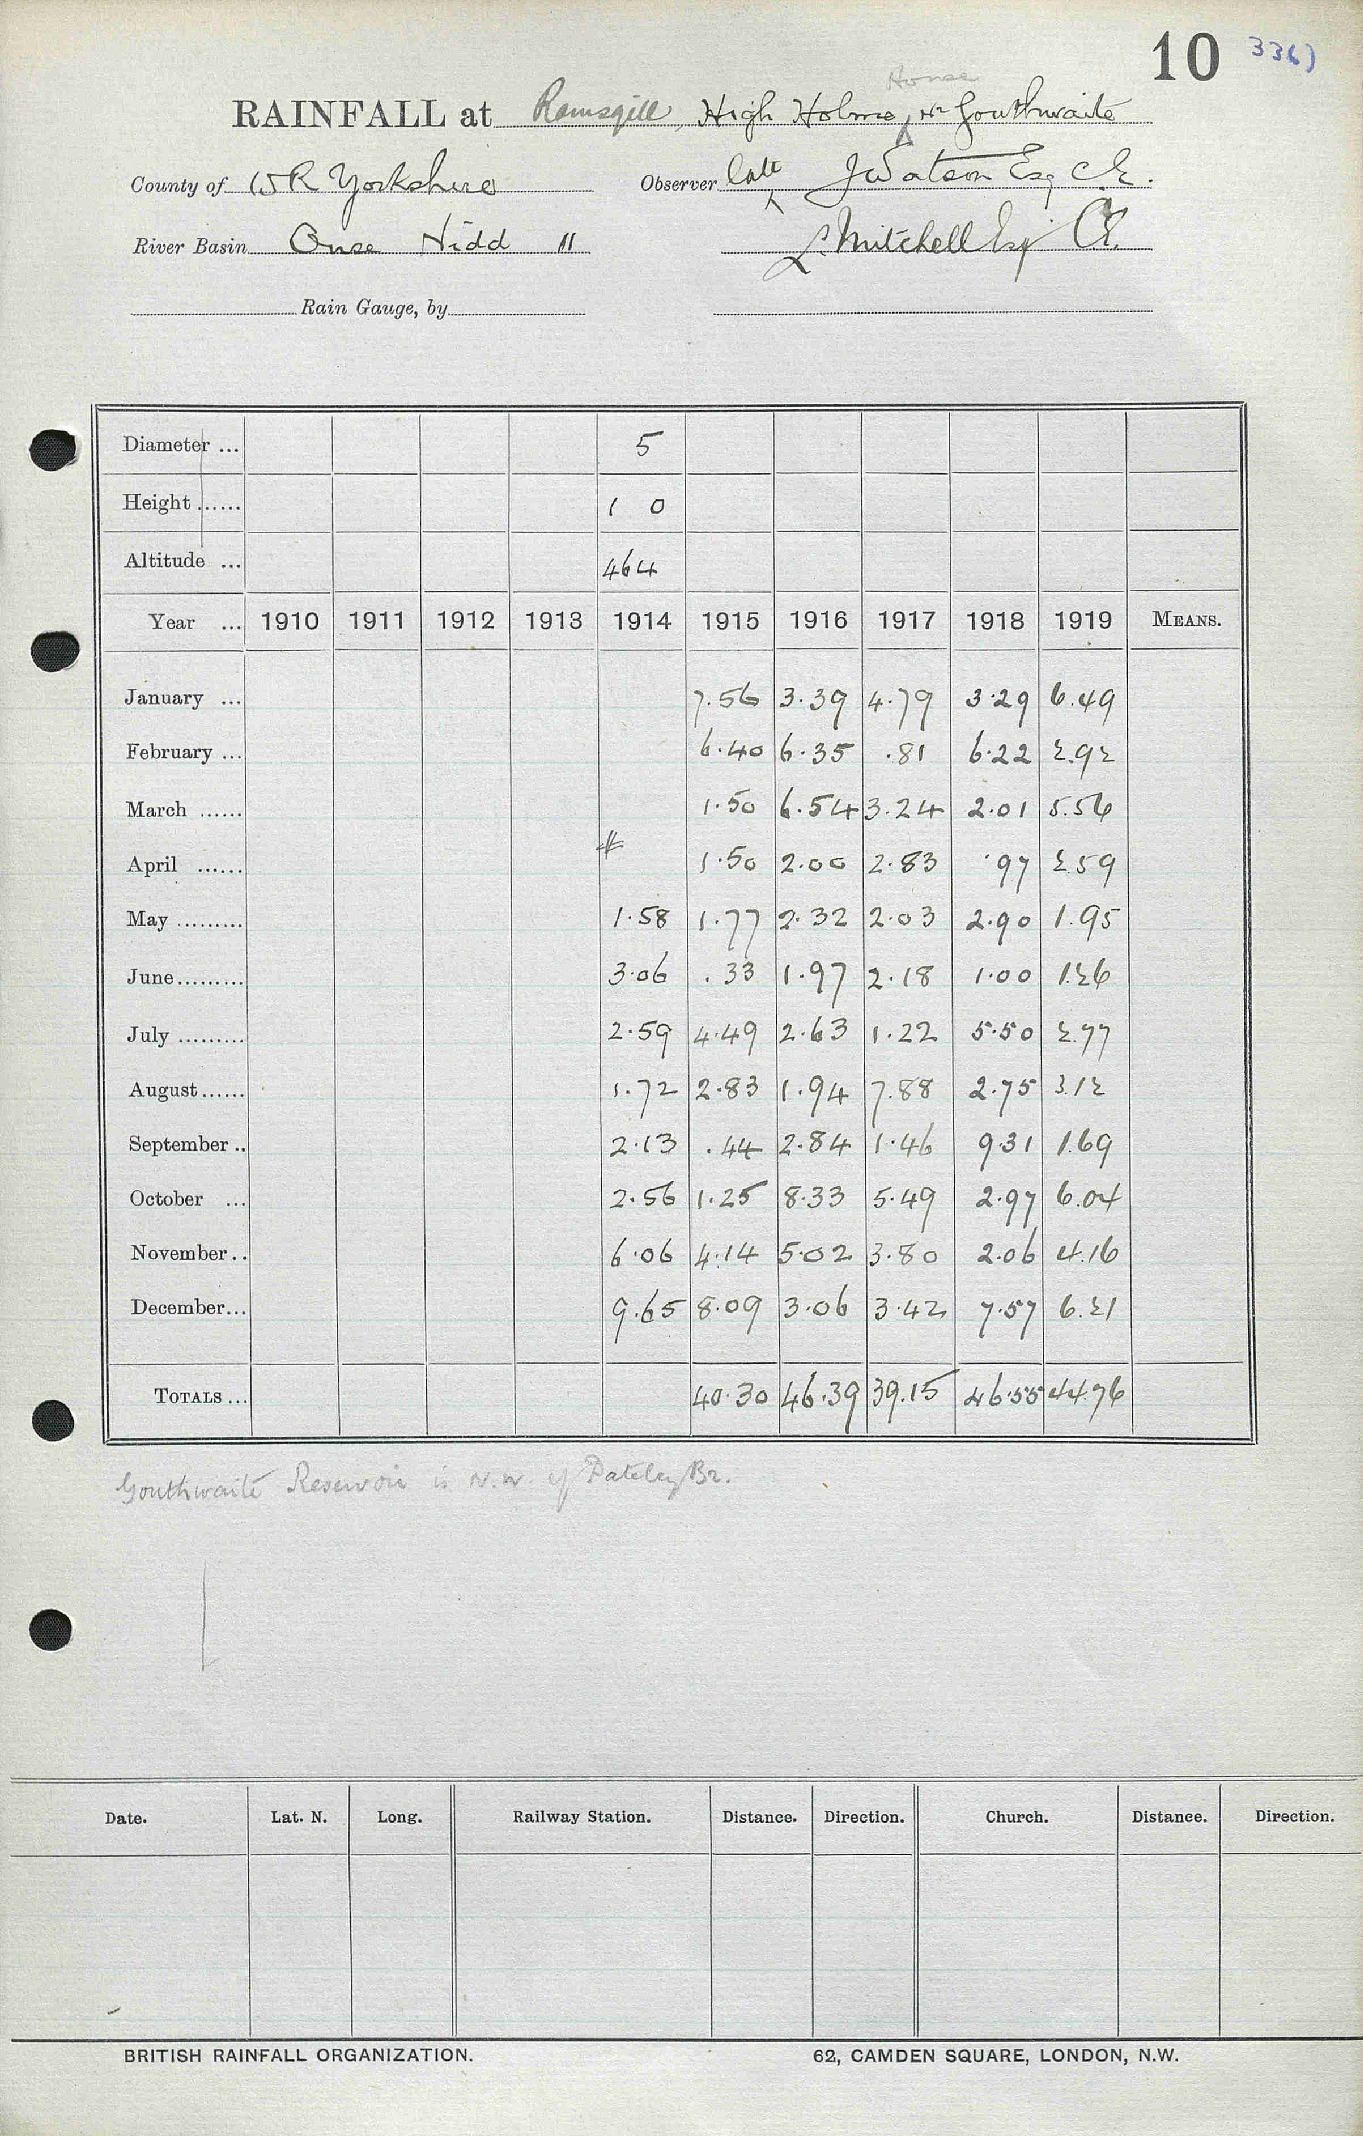 10 336)
House
RAINFALL at Ramsgill, High Holme, Nr Gouthwaite
County of WR Yorkshire Observer late J Watson Esq C.E.
River Basin Ouse Nidd 11 L Mitchell Esq CE.
Rain Gauge, by
Diameter ... 5
Height ...... 1 0
Altitude ... 464
Year ... 1910 1911 1912 1913 1914 1915 1916 1917 1918 1919 MEANS.
January ... 7.56 3.39 4.79 3.29 6.49
February ... 6.40 6.35 .81 6.22 2.92
March ...... 1.50 6.54 3.24 2.01 5.56
April ...... 1.50 2.00 2.83 .97 2.59
May ......... 1.58 1.77 2.32 2.03 2.90 1.95
June......... 3.06 .33 1.97 2.18 1.00 1.26
July ......... 2.59 4.49 2.63 1.22 5.50 2.77
August...... 1.72 2.83 1.94 7.88 2.75 3.12
September .. 2.13 .44 2.84 1.46 9.31 1.69
October ... 2.56 1.25 8.33 5.49 2.97 6.04
November .. 6.06 4.14 5.02 3.80 2.06 4.16
December... 9.65 8.09 3.06 3.42 7.57 6.21
TOTALS ... 40.30 46.39 39.15 46.55 44.76
Gouthwaite Reservoir is N.W. of Pateley Br.
Date. Lat. N. Long. Railway Station. Distance. Direction. Church. Distance. Direction.
BRITISH RAINFALL ORGANIZATION. 62, CAMDEN SQUARE, LONDON, N.W.